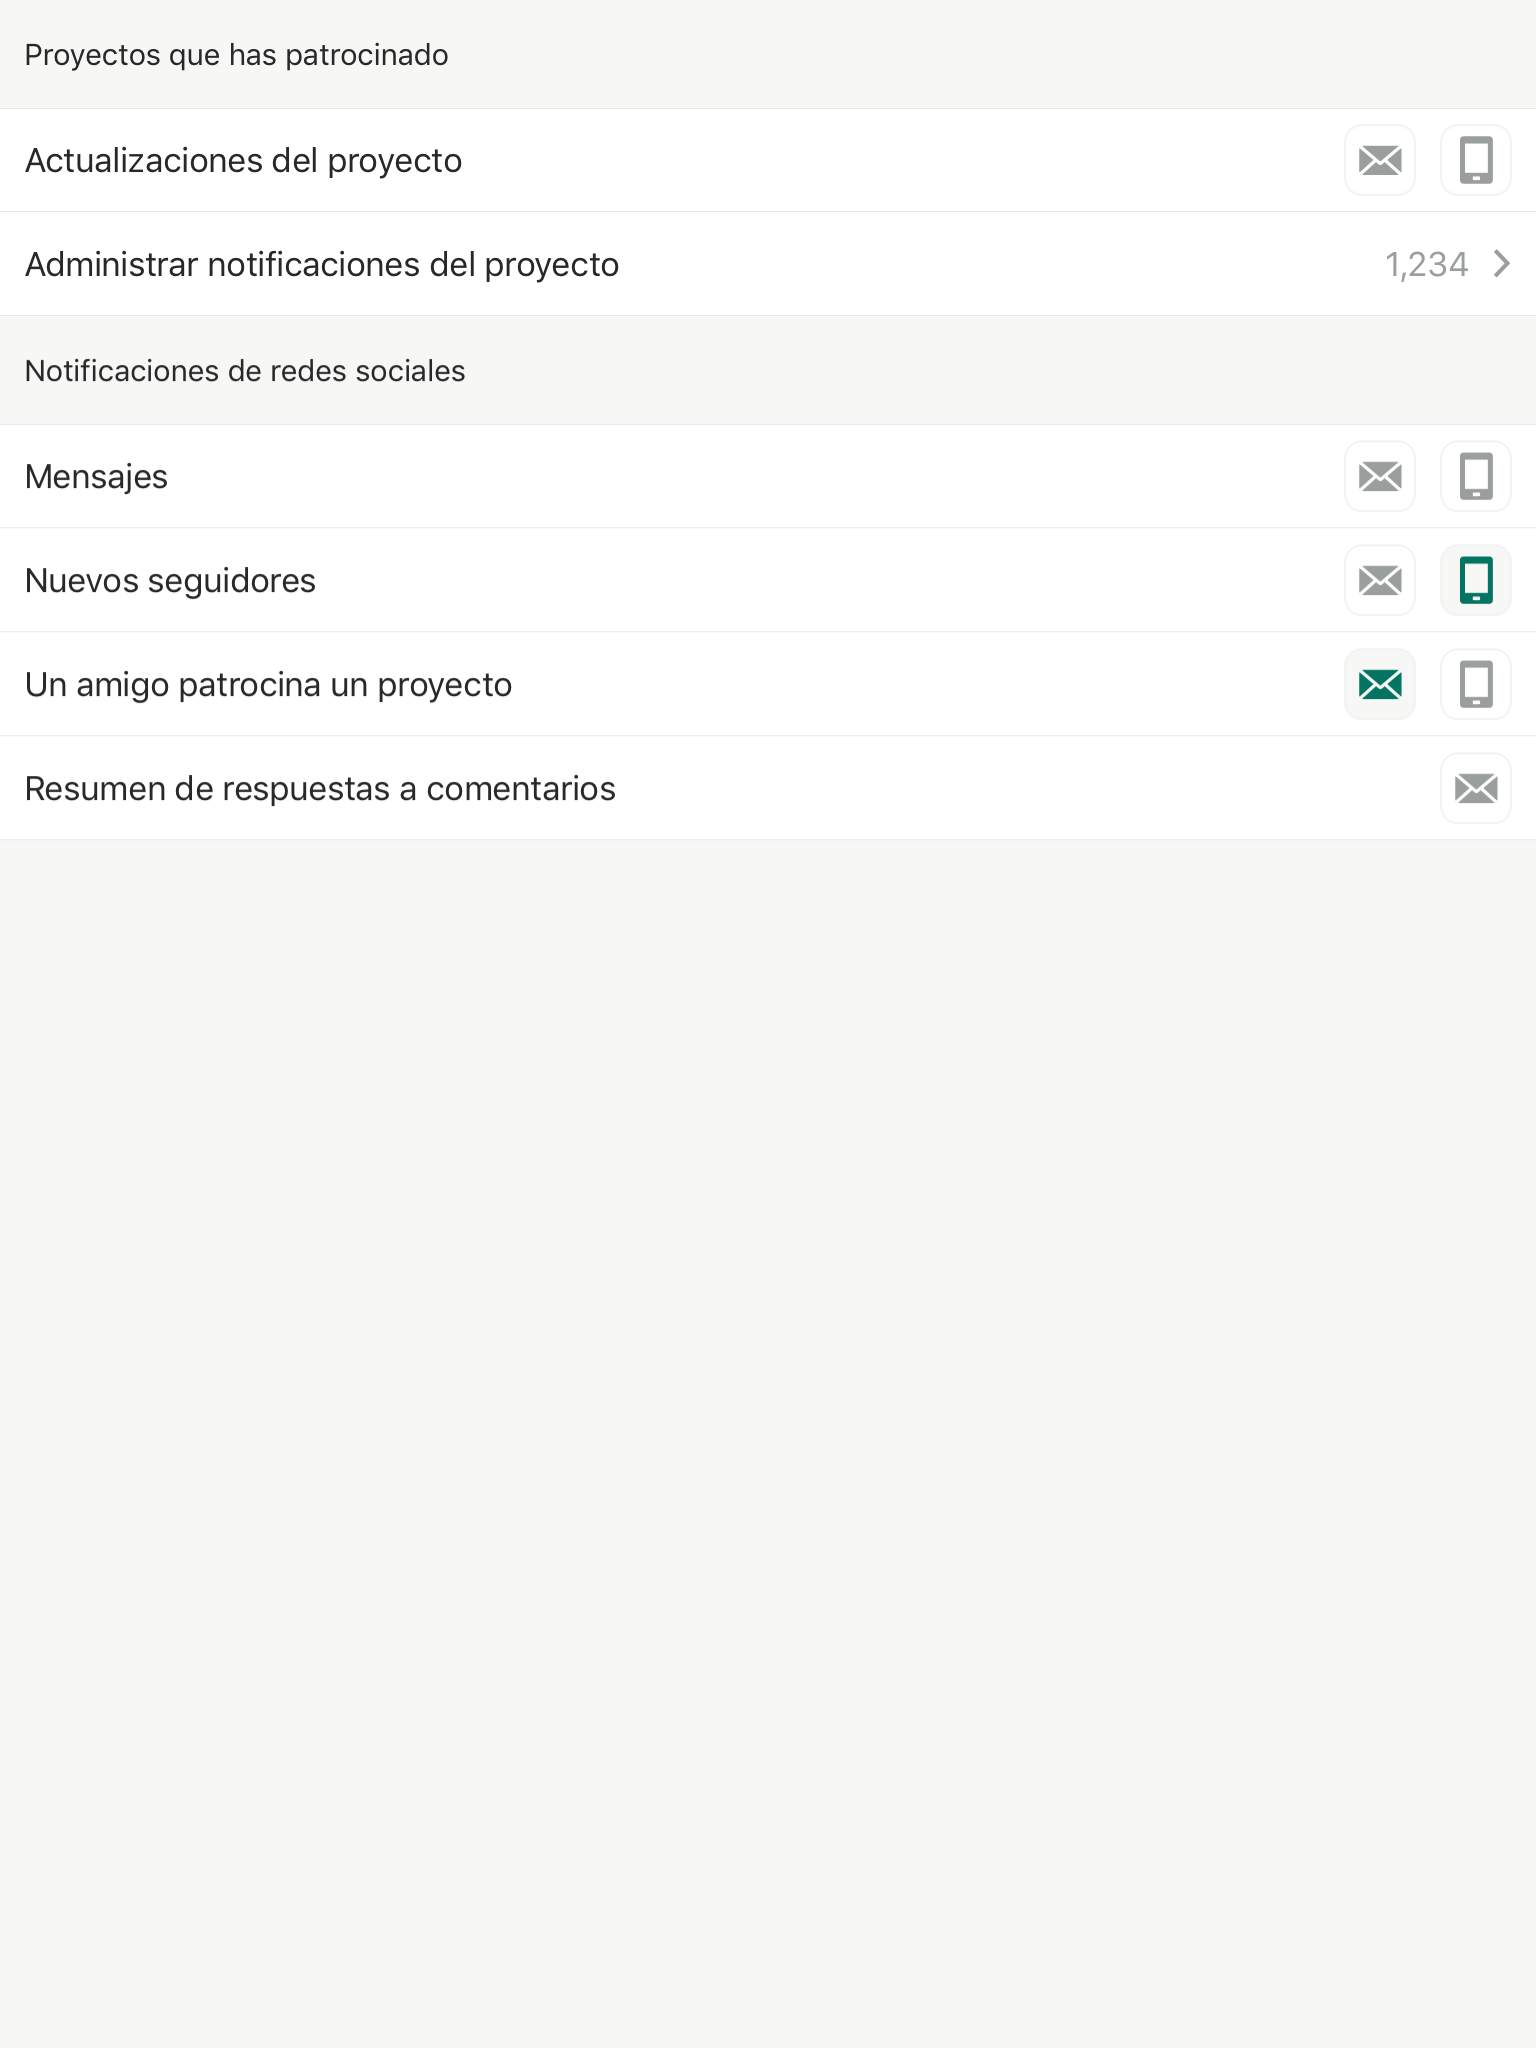 Proyectos que has patrocinado
Actualizaciones del proyecto
Administrar notificaciones del proyecto 1,234
Notificaciones de redes sociales
Mensajes
Nuevos seguidores
Un amigo patrocina un proyecto
Resumen de respuestas a comentarios